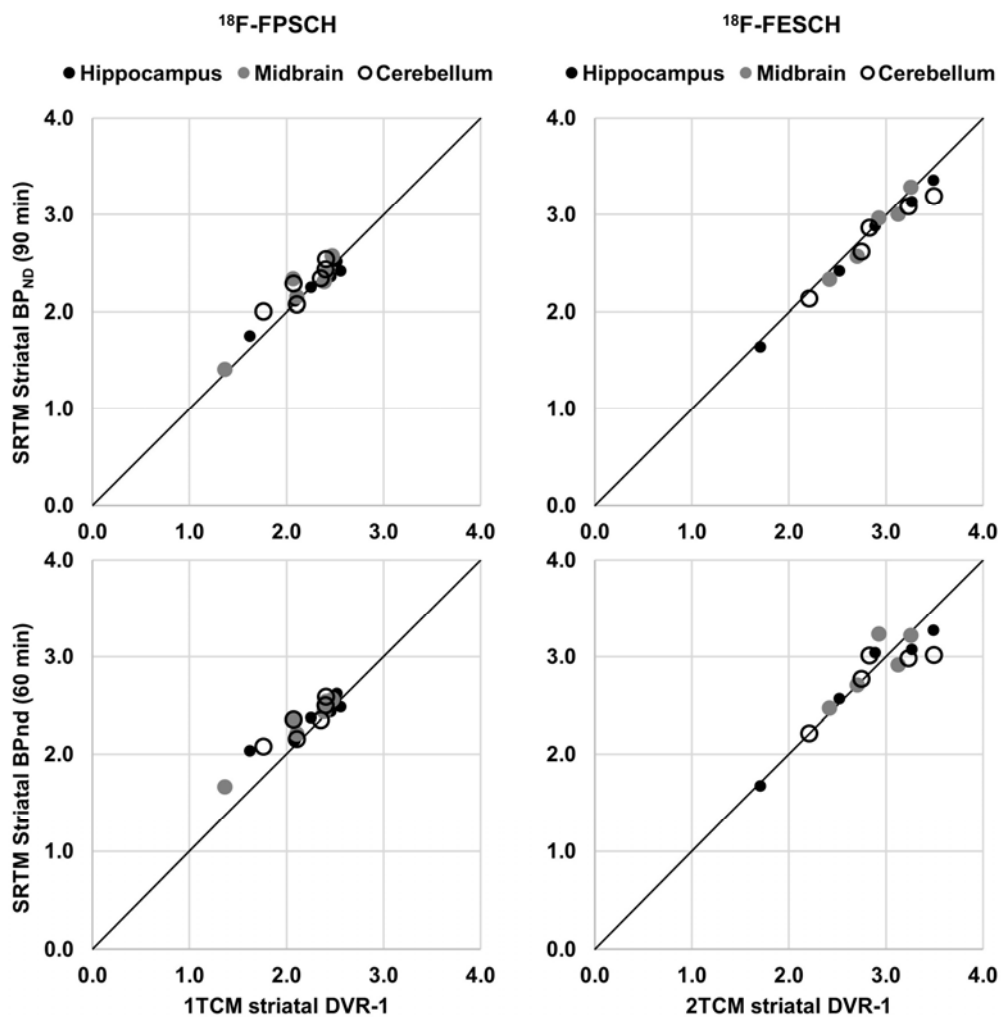 ¹⁸F-FPSCH
● Hippocampus ● Midbrain O Cerebellum
SRTM Striatal BP_ND (90 min)
4.0
3.0
2.0
1.0
0.0
0.0 1.0 2.0 3.0 4.0
¹⁸F-FESCH
● Hippocampus ● Midbrain O Cerebellum
4.0
3.0
2.0
1.0
0.0
0.0 1.0 2.0 3.0 4.0
SRTM Striatal BPnd (60 min)
4.0
3.0
2.0
1.0
0.0
0.0 1.0 2.0 3.0 4.0
1TCM striatal DVR-1
4.0
3.0
2.0
1.0
0.0
0.0 1.0 2.0 3.0 4.0
2TCM striatal DVR-1